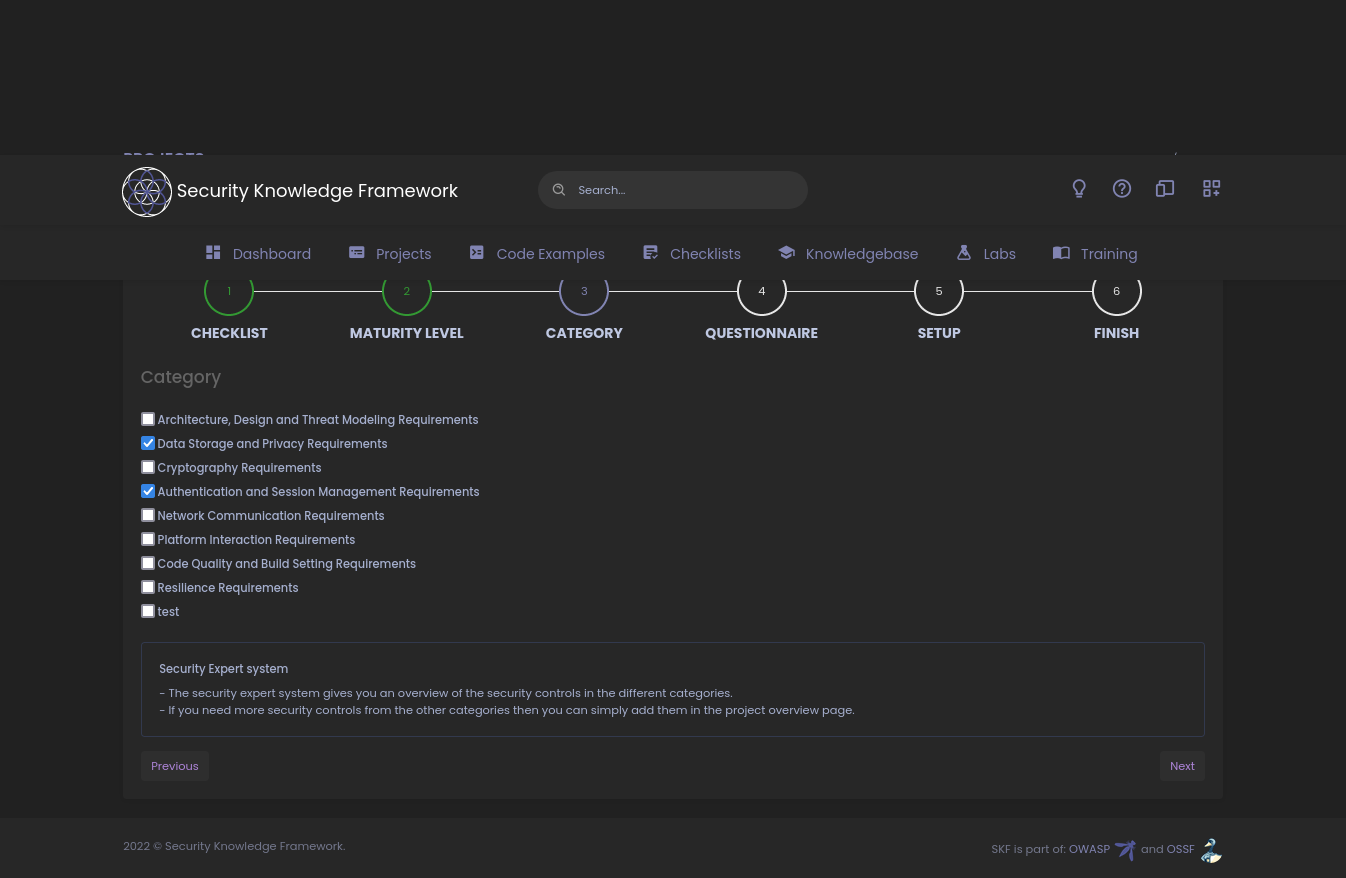 Security Knowledge Framework
Search...
Dashboard
Projects
Code Examples
Checklists
Knowledgebase
Labs
Training
1
2
3
4
5
6
CHECKLIST
MATURITY LEVEL
CATEGORY
QUESTIONNAIRE
SETUP
FINISH
Category
Architecture, Design and Threat Modeling Requirements
Data Storage and Privacy Requirements
Cryptography Requirements
Authentication and Session Management Requirements
Network Communication Requirements
Platform Interaction Requirements
Code Quality and Build Setting Requirements
Resilience Requirements
test
Security Expert system
- The security expert system gives you an overview of the security controls in the different categories.
- If you need more security controls from the other categories then you can simply add them in the project overview page.
Previous
Next
2022 © Security Knowledge Framework.
SKF is part of: OWASP and OSSF